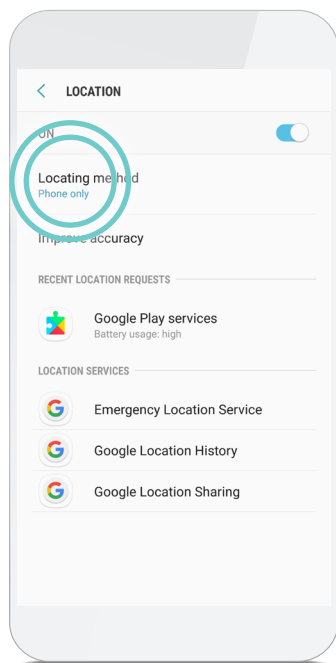 LOCATION
ON
Locating method
Phone only
Improve accuracy
RECENT LOCATION REQUESTS
Google Play services
Battery usage: high
LOCATION SERVICES
G Emergency Location Service
G Google Location History
G Google Location Sharing